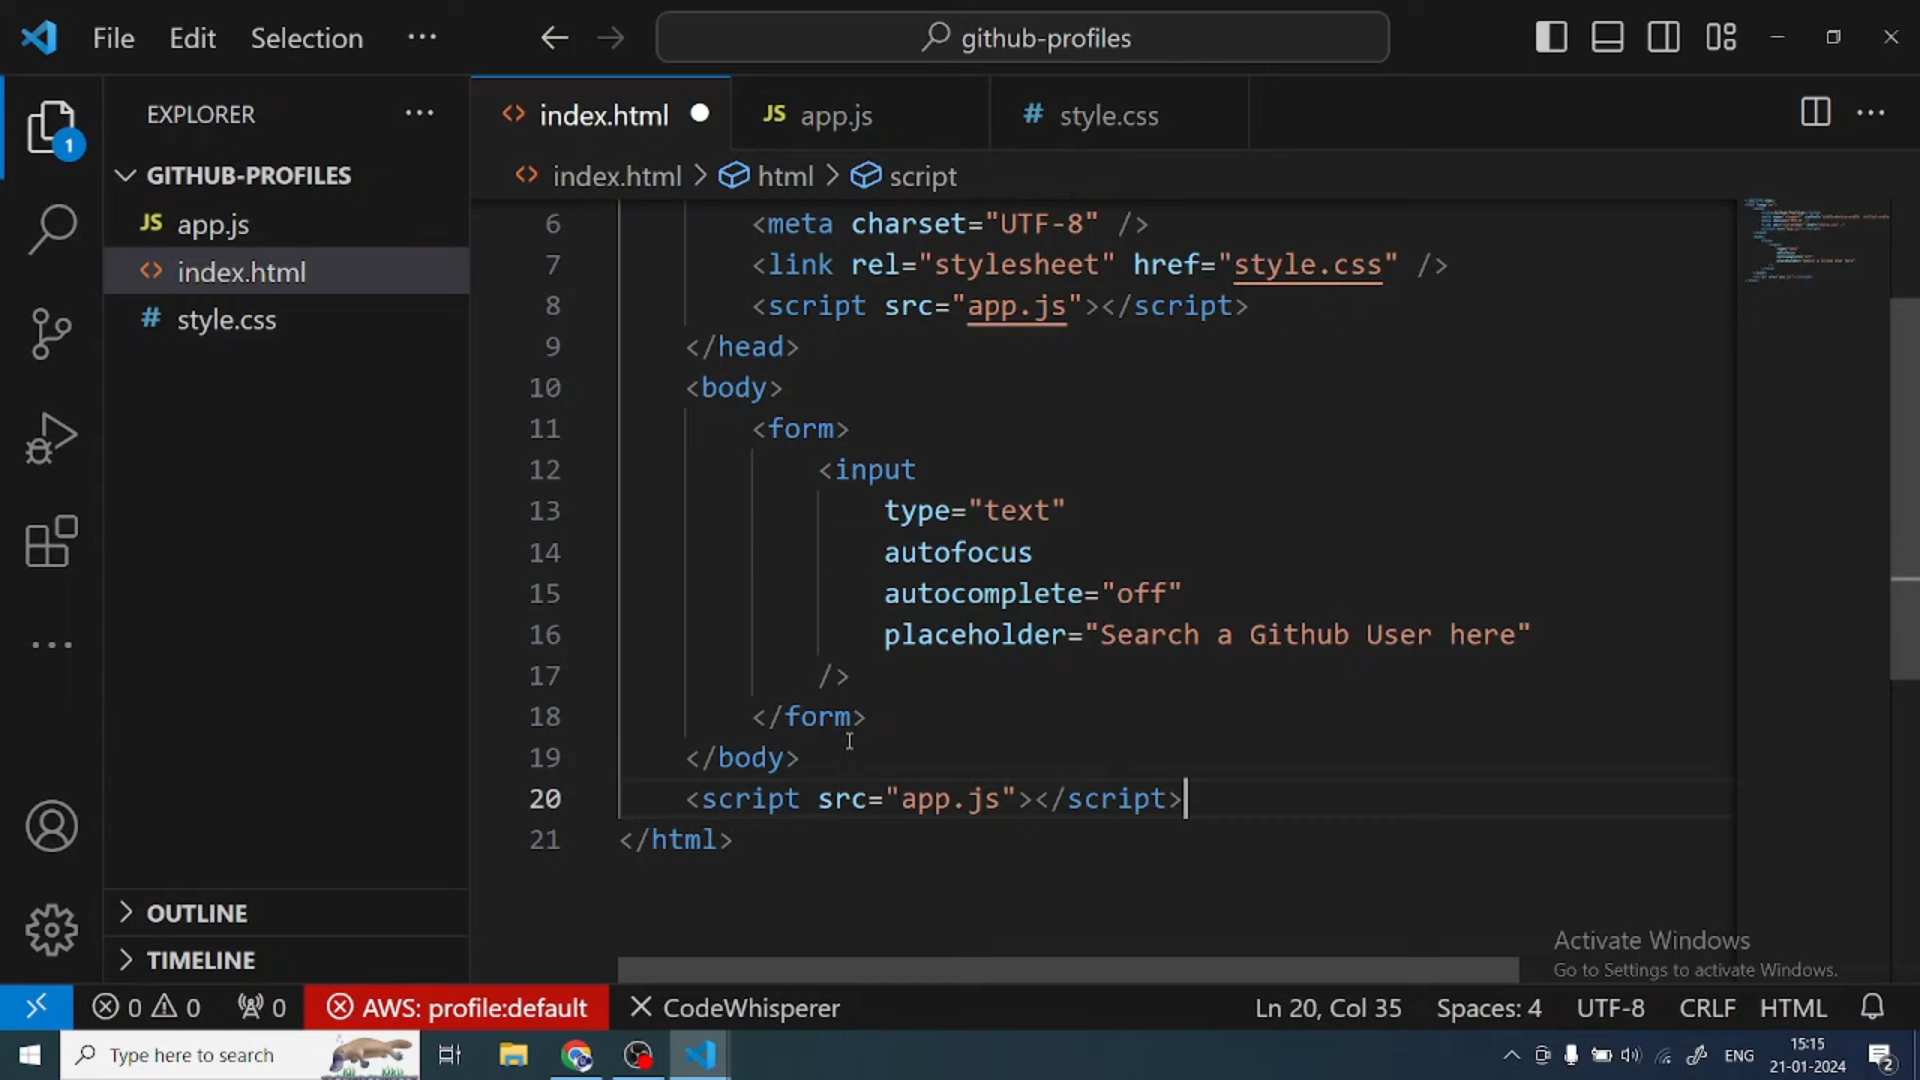 File Edit Selection ··· github-profiles
EXPLORER ···
1
GITHUB-PROFILES
JS app.js
<> index.html
# style.css
OUTLINE
TIMELINE
<> index.html JS app.js # style.css ···
<> index.html > html > script
6 <meta charset="UTF-8" />
7 <link rel="stylesheet" href="style.css" />
8 <script src="app.js"></script>
9 </head>
10 <body>
11 <form>
12 <input
13 type="text"
14 autofocus
15 autocomplete="off"
16 placeholder="Search a Github User here"
17 />
18 </form>
19 </body>
20 <script src="app.js"></script>
21 </html>
Activate Windows
Go to Settings to activate Windows.
0 0 0 AWS: profile:default CodeWhisperer Ln 20, Col 35 Spaces: 4 UTF-8 CRLF HTML
Type here to search ENG 15:15
21-01-2024 2